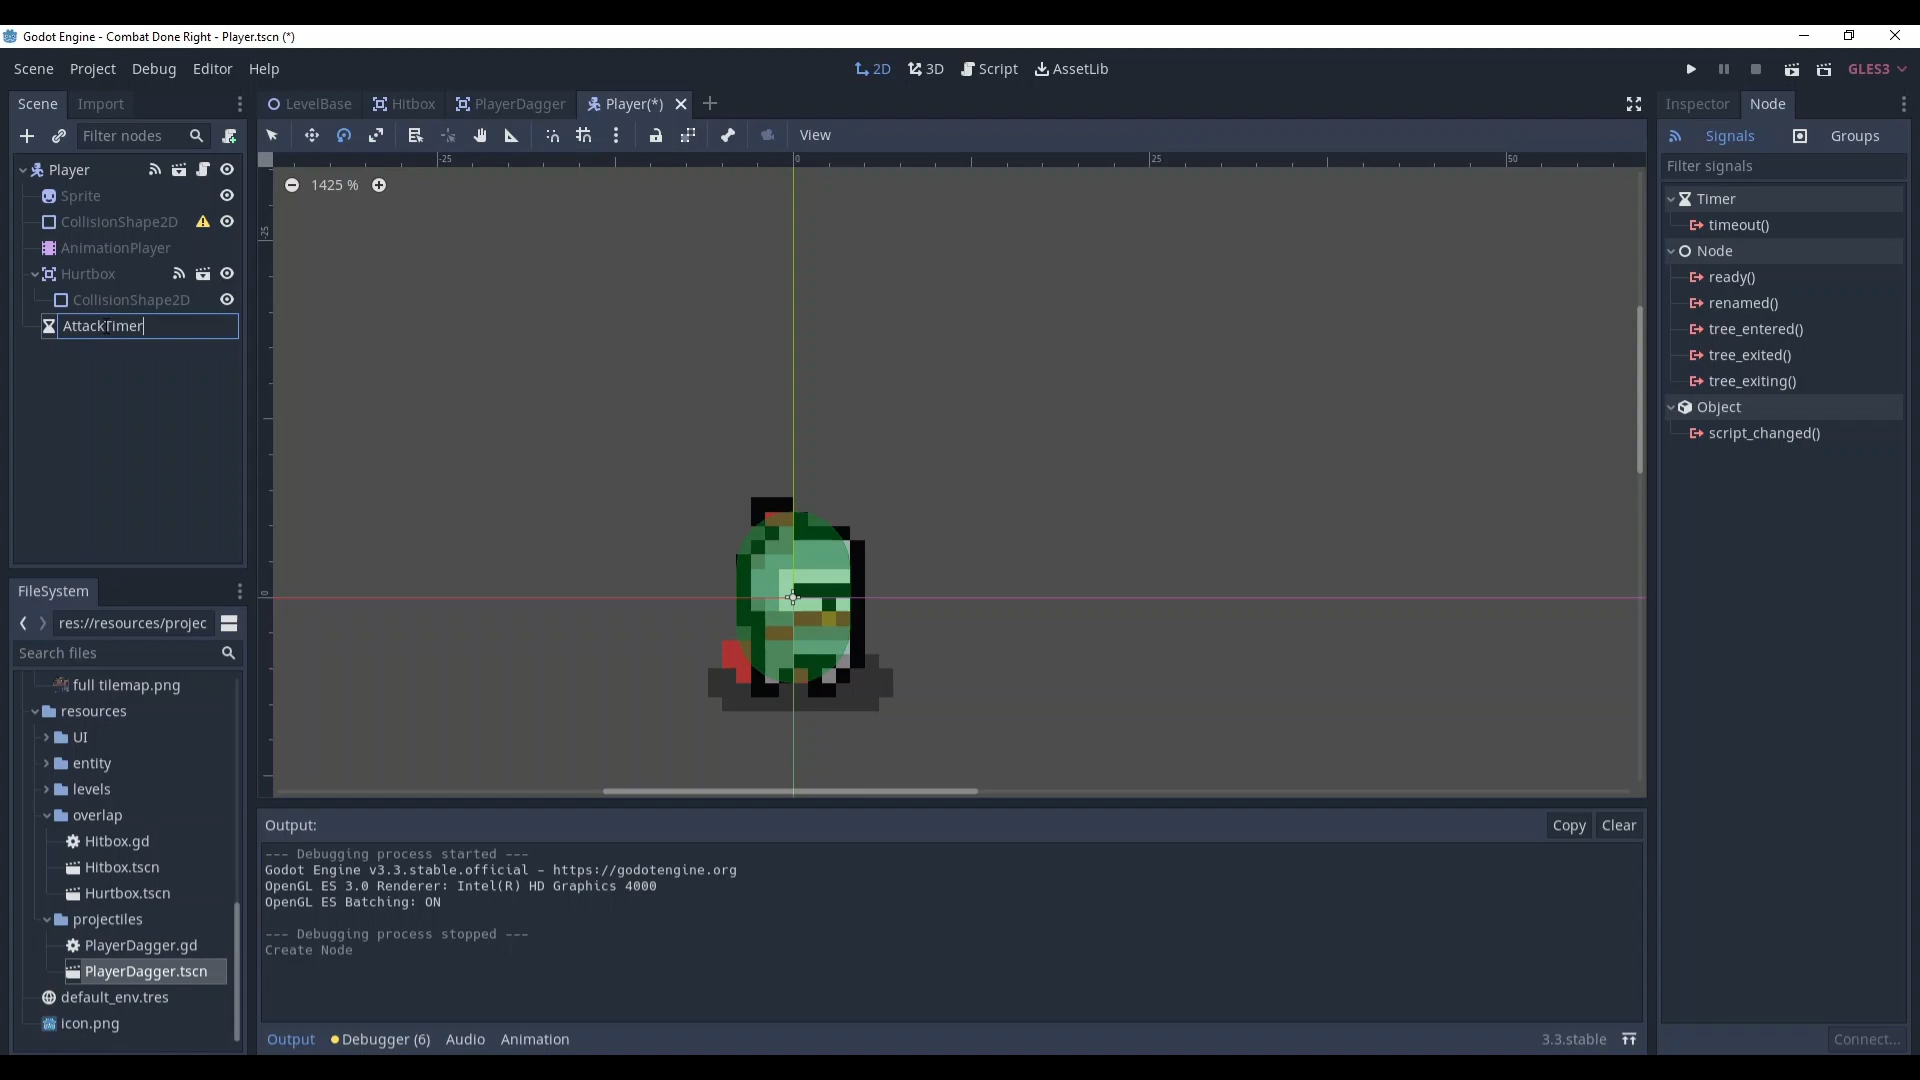 Godot Engine - Combat Done Right - Player.tscn (*)
Scene Project Debug Editor Help
2D 3D Script AssetLib
GLES3
Scene Import
LevelBase Hitbox PlayerDagger Player(*)
Inspector Node
Filter nodes
View
Signals Groups
Filter signals
Player
Sprite
CollisionShape2D
AnimationPlayer
Hurtbox
CollisionShape2D
AttackTimer
-25 0 25 50
1425 %
-25
0
Timer
timeout()
Node
ready()
renamed()
tree_entered()
tree_exited()
tree_exiting()
Object
script_changed()
FileSystem
res://resources/projec
Search files
full tilemap.png
resources
UI
entity
levels
overlap
Hitbox.gd
Hitbox.tscn
Hurtbox.tscn
projectiles
PlayerDagger.gd
PlayerDagger.tscn
default_env.tres
icon.png
Output:
Copy Clear
--- Debugging process started ---
Godot Engine v3.3.stable.official - https://godotengine.org
OpenGL ES 3.0 Renderer: Intel(R) HD Graphics 4000
OpenGL ES Batching: ON
--- Debugging process stopped ---
Create Node
Output Debugger (6) Audio Animation
3.3.stable
Connect...